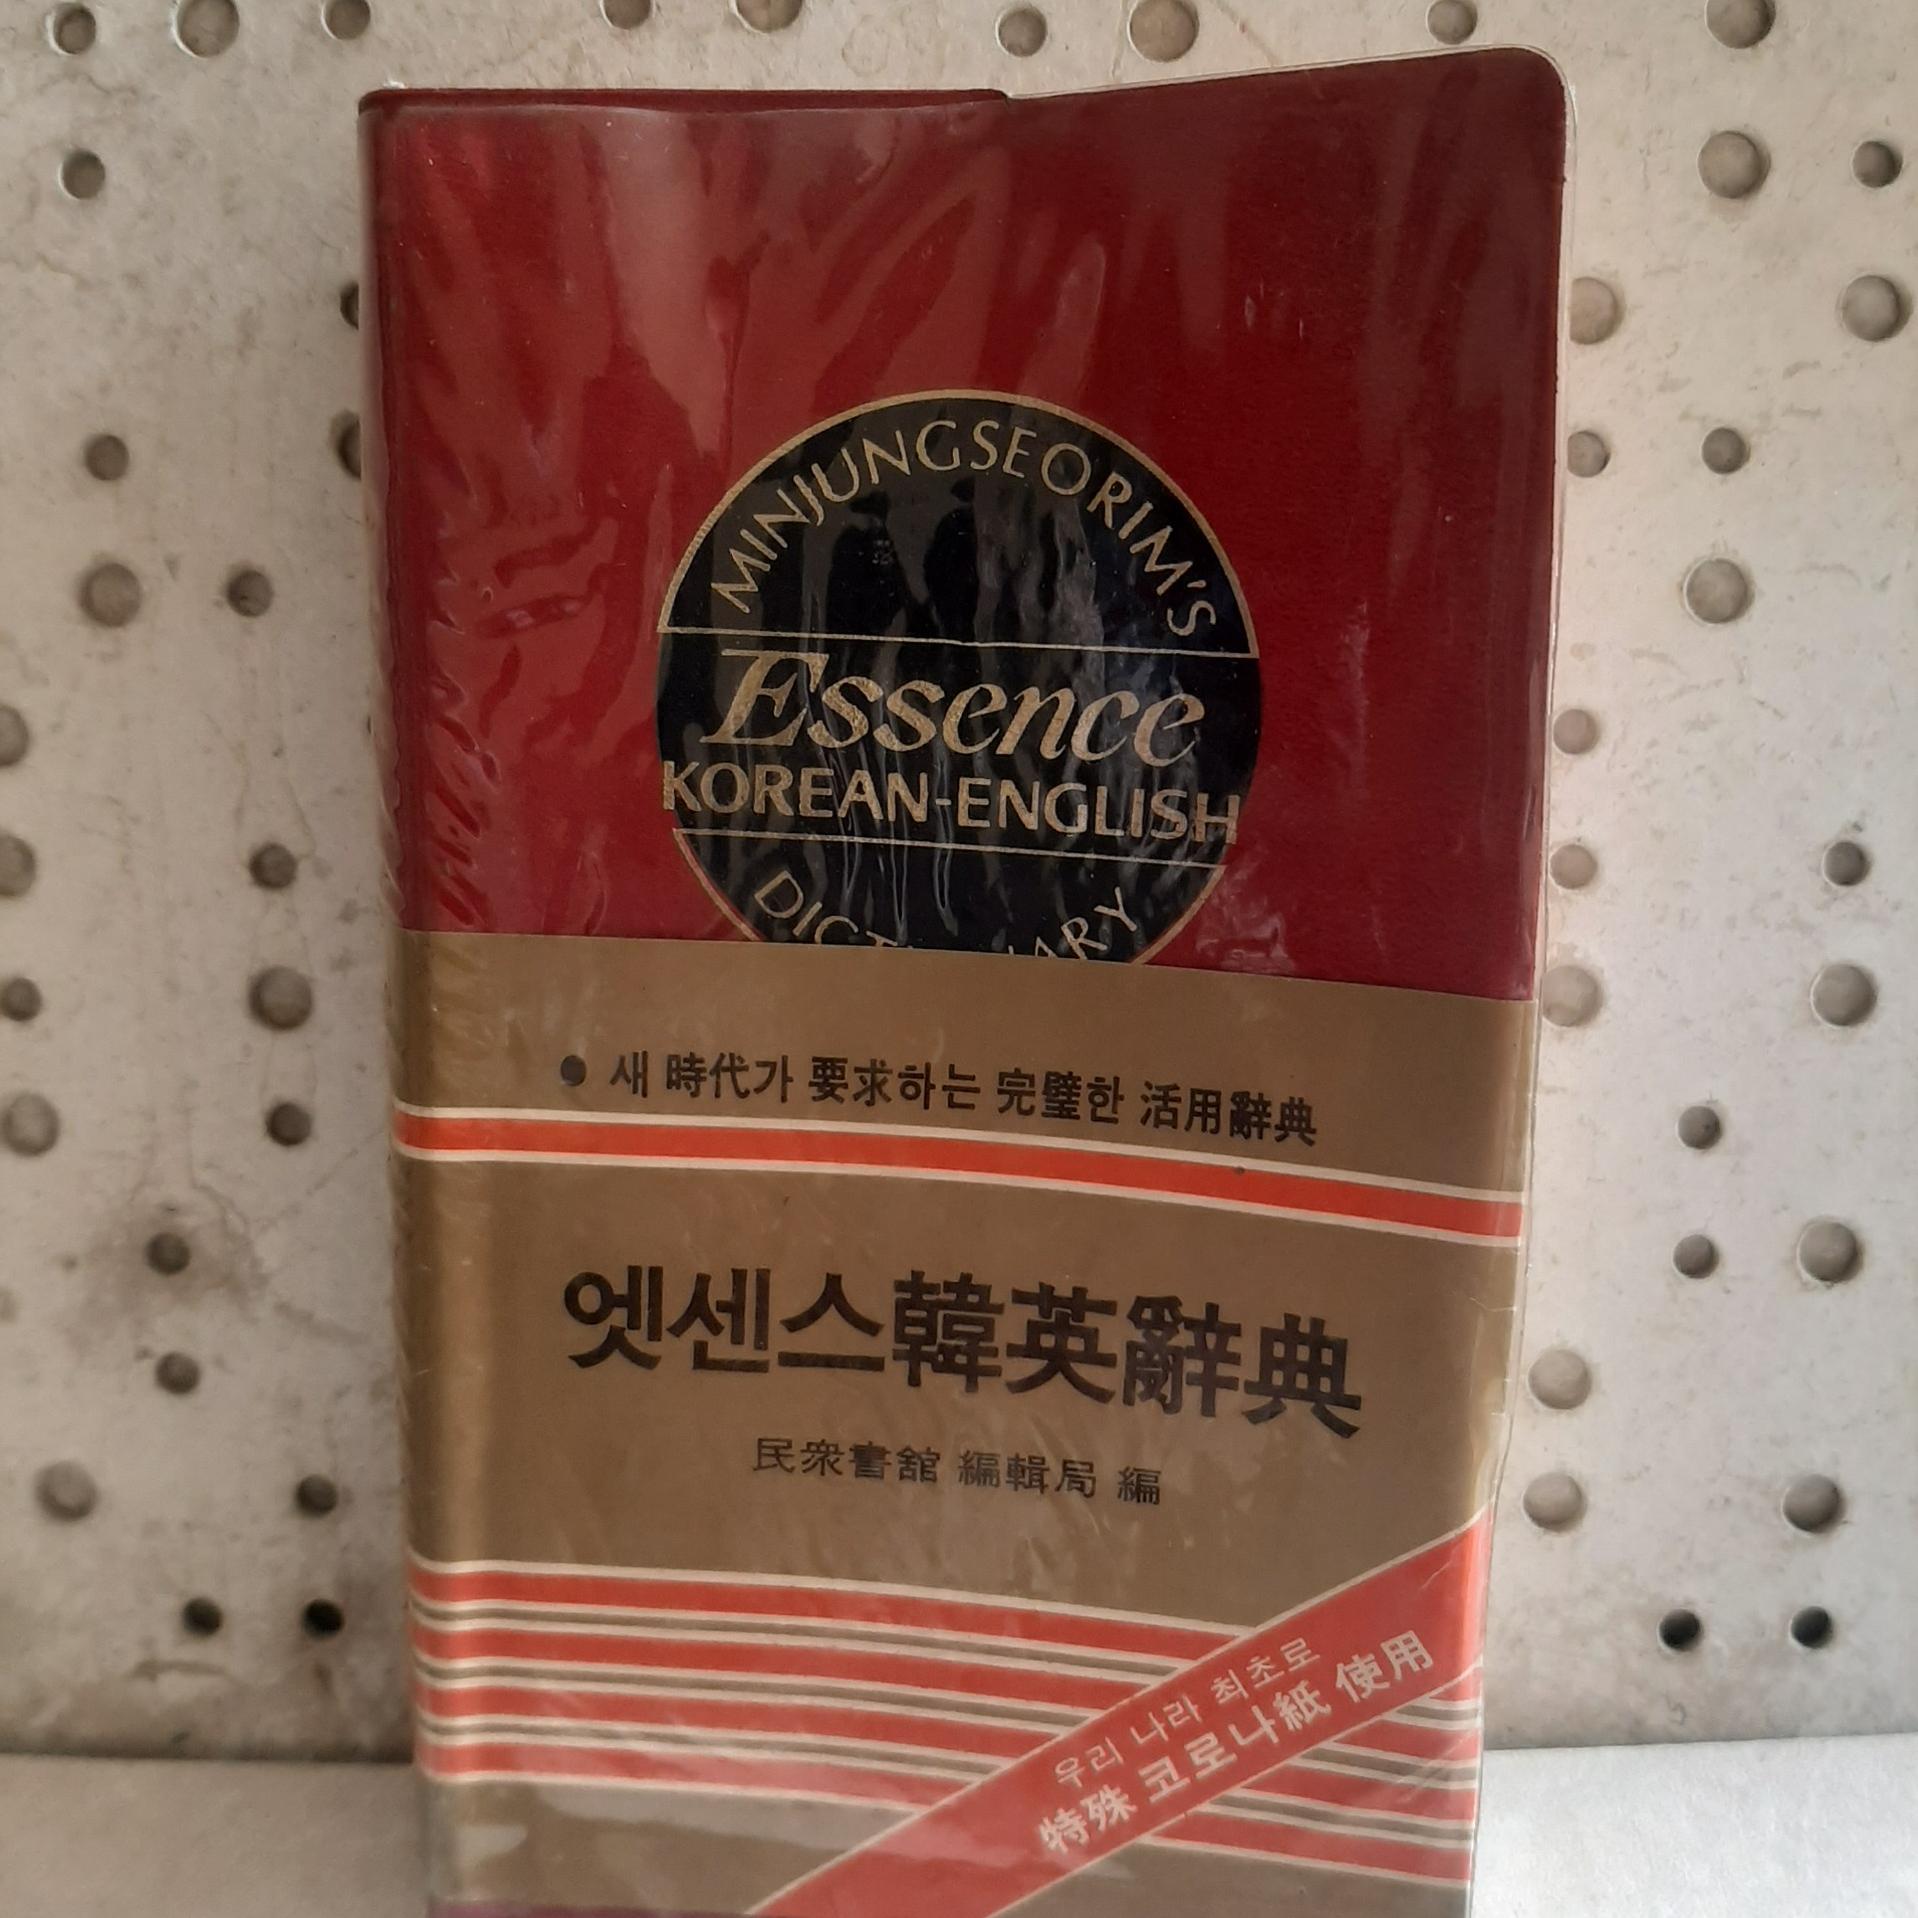 MINJUNGSEORIM'S
Essence
KOREAN-ENGLISH
● 새 時代가 要求하는 完璧한 活用辭典
엣센스韓英辭典
民衆書舘 編輯局 編
우리 나라 최초로
特殊 코로나紙 使用